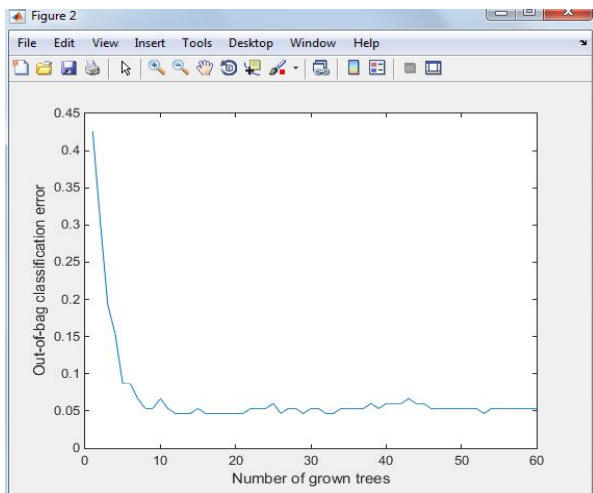 Figure 2
File Edit View Insert Tools Desktop Window Help
0.45
0.4
0.35
0.3
0.25
0.2
0.15
0.1
0.05
0
Out-of-bag classification error
0 10 20 30 40 50 60
Number of grown trees